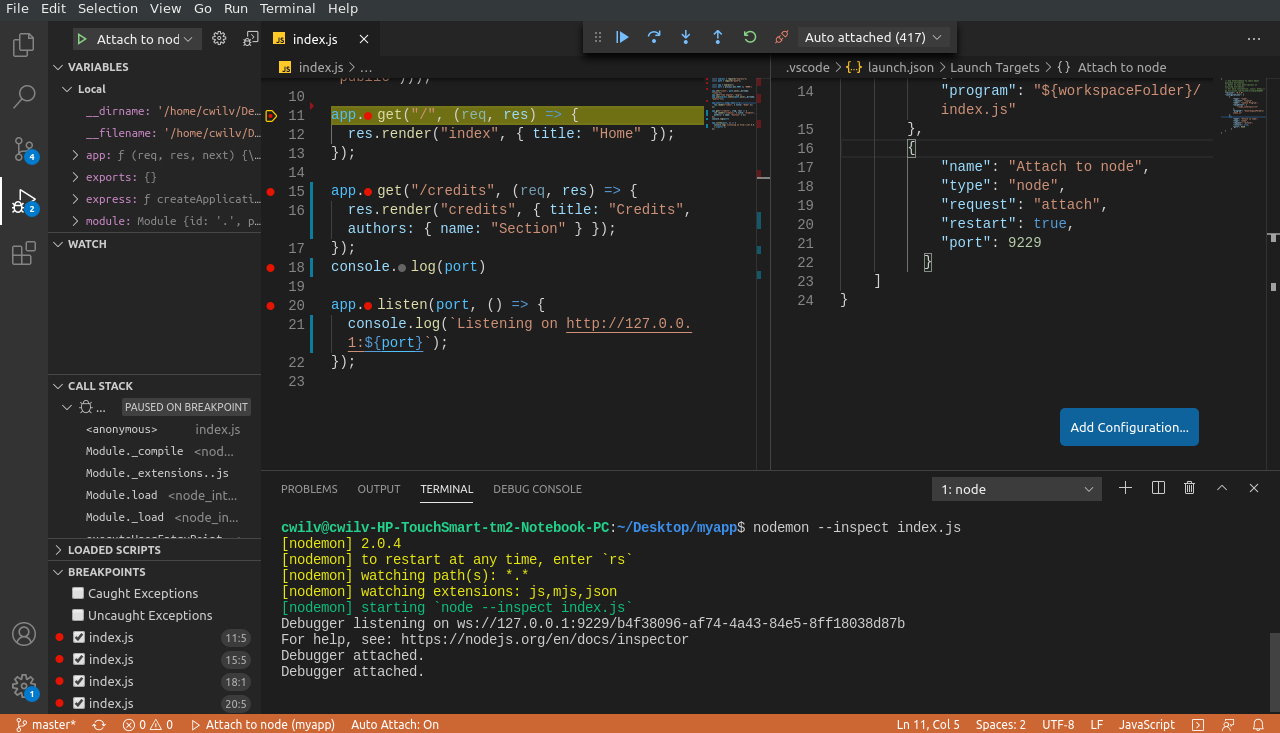 File Edit Selection View Go Run Terminal Help
Attach to nod
index.js
Auto attached (417)
VARIABLES
Local
__dirname: '/home/cwilv/De…
__filename: '/home/cwilv/D…
app: ƒ (req, res, next) {\…
exports: {}
express: ƒ createApplicati…
module: Module {id: '.', p…
WATCH
CALL STACK
... PAUSED ON BREAKPOINT
<anonymous> index.js
Module._compile <nod...
Module._extensions..js
Module.load <node_int...
Module._load <node_in...
executeUserEntryPoint
LOADED SCRIPTS
BREAKPOINTS
Caught Exceptions
Uncaught Exceptions
index.js 11:5
index.js 15:5
index.js 18:1
index.js 20:5
4
2
1
index.js > ...
"public")));
10
11 app.get("/", (req, res) => {
12 res.render("index", { title: "Home" });
13 });
14
15 app.get("/credits", (req, res) => {
16 res.render("credits", { title: "Credits",
authors: { name: "Section" } });
17 });
18 console.log(port)
19
20 app.listen(port, () => {
21 console.log(`Listening on http://127.0.0.
1:${port}`);
22 });
23
.vscode > {..} launch.json > Launch Targets > {} Attach to node
14 "program": "${workspaceFolder}/
index.js"
15 },
16 {
17 "name": "Attach to node",
18 "type": "node",
19 "request": "attach",
20 "restart": true,
21 "port": 9229
22 }
23 ]
24 }
Add Configuration...
PROBLEMS OUTPUT TERMINAL DEBUG CONSOLE
1: node
cwilv@cwilv-HP-TouchSmart-tm2-Notebook-PC:~/Desktop/myapp$ nodemon --inspect index.js
[nodemon] 2.0.4
[nodemon] to restart at any time, enter `rs`
[nodemon] watching path(s): *.*
[nodemon] watching extensions: js,mjs,json
[nodemon] starting `node --inspect index.js`
Debugger listening on ws://127.0.0.1:9229/b4f38096-af74-4a43-84e5-8ff18038d87b
For help, see: https://nodejs.org/en/docs/inspector
Debugger attached.
Debugger attached.
master* 0 0 Attach to node (myapp) Auto Attach: On Ln 11, Col 5 Spaces: 2 UTF-8 LF JavaScript